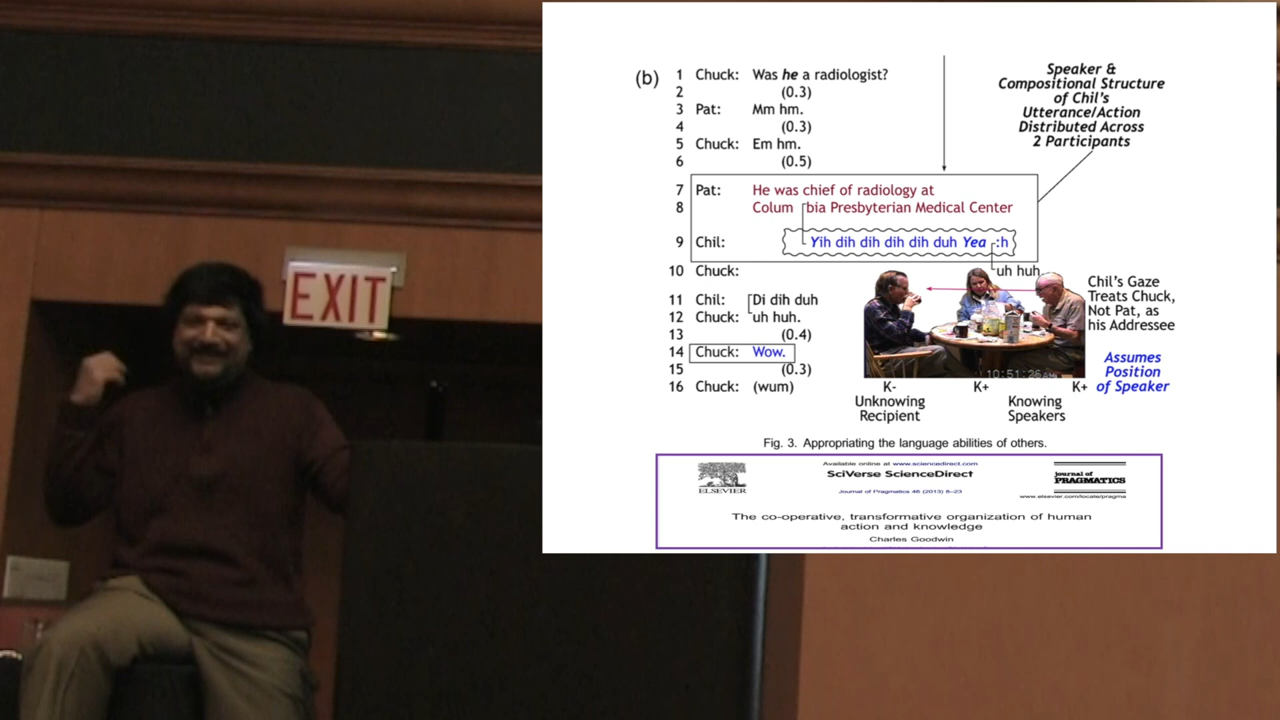 EXIT
(b) 1 Chuck: Was he a radiologist?
2 (0.3)
3 Pat: Mm hm.
4 (0.3)
5 Chuck: Em hm.
6 (0.5)
7 Pat: He was chief of radiology at
8 Colum bia Presbyterian Medical Center
9 Chil: Yih dih dih dih dih duh Yea :h
10 Chuck: uh huh
11 Chil: [Di dih duh
12 Chuck: uh huh.
13 (0.4)
14 Chuck: Wow.
15 (0.3)
16 Chuck: (wum)
Speaker &
Compositional Structure
of Chil's
Utterance/Action
Distributed Across
2 Participants
Chil's Gaze
Treats Chuck,
Not Pat, as
his Addressee
Assumes
Position
of Speaker
10:51:26AM
K- K+ K+
Unknowing
Recipient
Knowing
Speakers
Fig. 3. Appropriating the language abilities of others.
ELSEVIER
Available online at www.sciencedirect.com
SciVerse ScienceDirect
Journal of Pragmatics 46 (2013) 8–23
journal of
PRAGMATICS
www.elsevier.com/locate/pragma
The co-operative, transformative organization of human
action and knowledge
Charles Goodwin